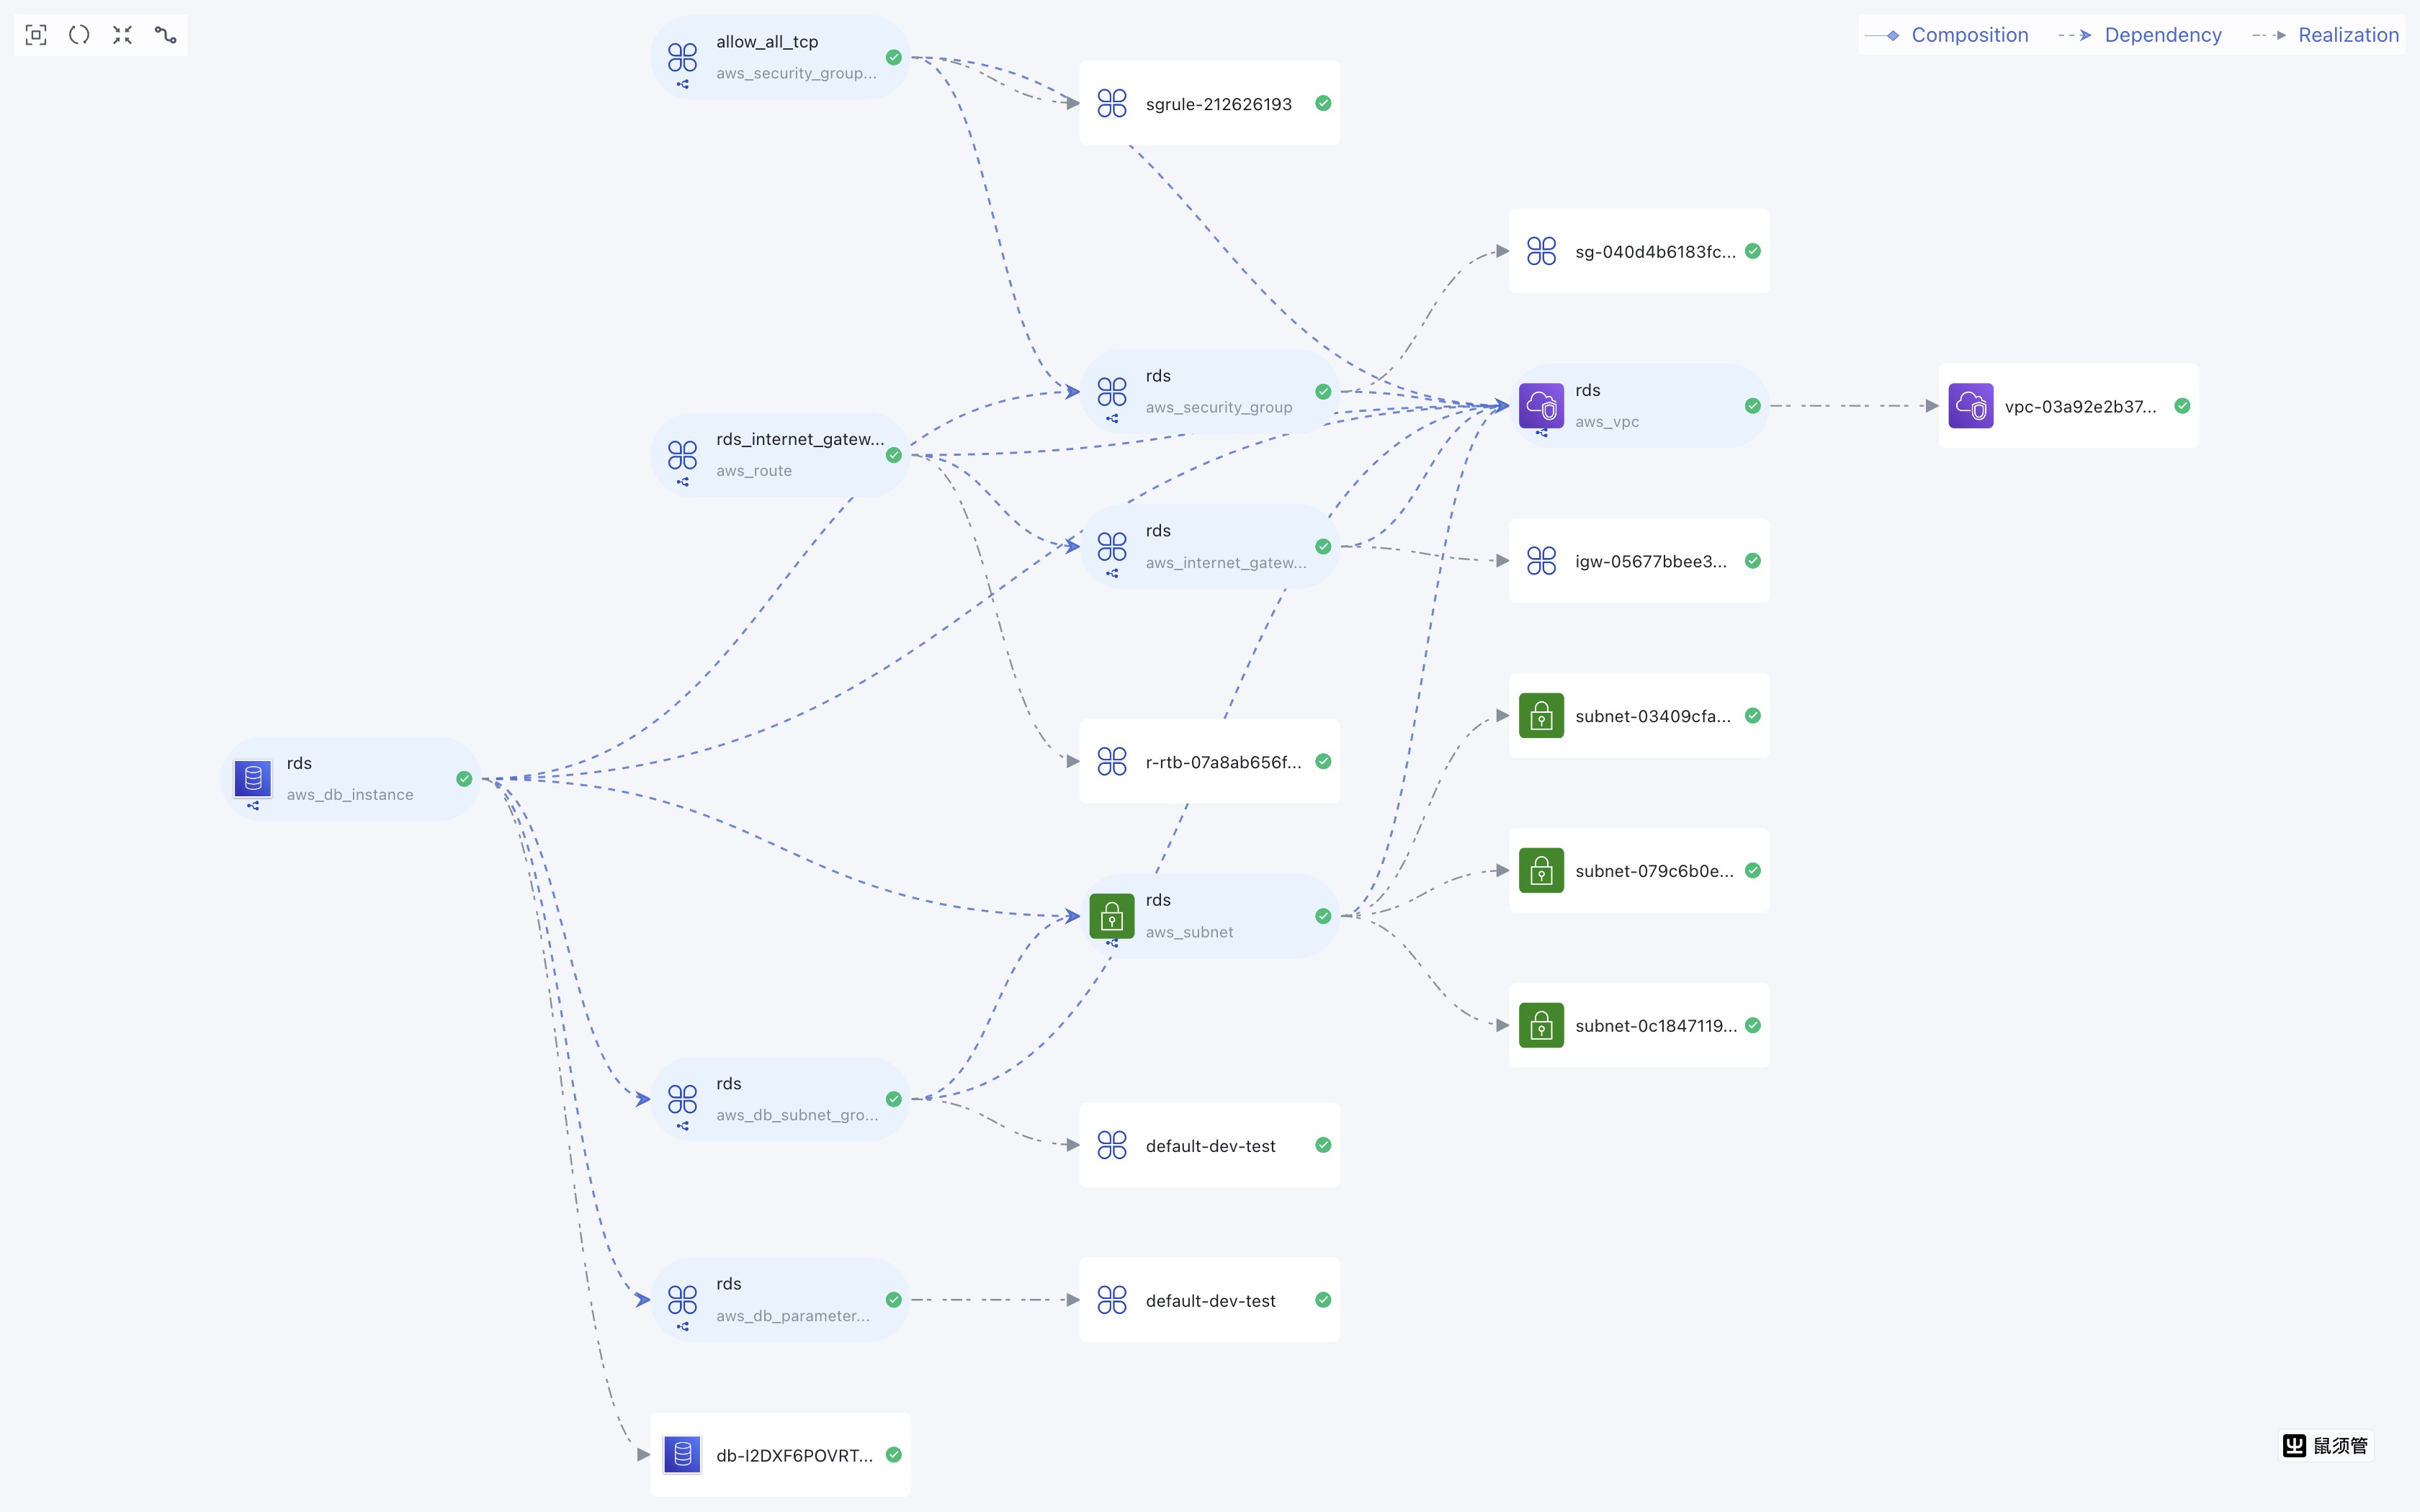 Composition
Dependency
Realization
allow_all_tcp
aws_security_group...
sgrule-212626193
sg-040d4b6183fc...
rds
aws_security_group
rds
aws_vpc
vpc-03a92e2b37...
rds_internet_gatew...
aws_route
rds
aws_internet_gatew...
igw-05677bbee3...
subnet-03409cfa...
r-rtb-07a8ab656f...
rds
aws_db_instance
subnet-079c6b0e...
rds
aws_subnet
subnet-0c1847119...
rds
aws_db_subnet_gro...
default-dev-test
rds
aws_db_parameter...
default-dev-test
db-I2DXF6POVRT...
鼠须管